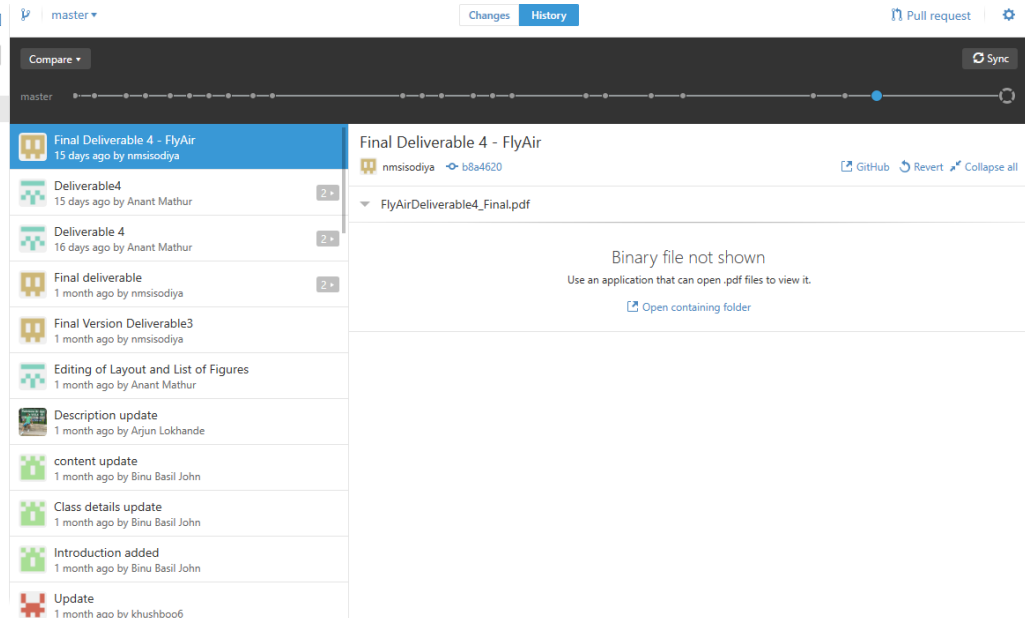 master
Changes
History
Pull request
Compare
Sync
master
Final Deliverable 4 - FlyAir
15 days ago by nmsisodiya
Deliverable4
15 days ago by Anant Mathur
2
Deliverable 4
16 days ago by Anant Mathur
2
Final deliverable
1 month ago by nmsisodiya
2
Final Version Deliverable3
1 month ago by nmsisodiya
Editing of Layout and List of Figures
1 month ago by Anant Mathur
Description update
1 month ago by Arjun Lokhande
content update
1 month ago by Binu Basil John
Class details update
1 month ago by Binu Basil John
Introduction added
1 month ago by Binu Basil John
Update
1 month ago by khushboo6
Final Deliverable 4 - FlyAir
nmsisodiya
b8a4620
GitHub
Revert
Collapse all
FlyAirDeliverable4_Final.pdf
Binary file not shown
Use an application that can open .pdf files to view it.
Open containing folder